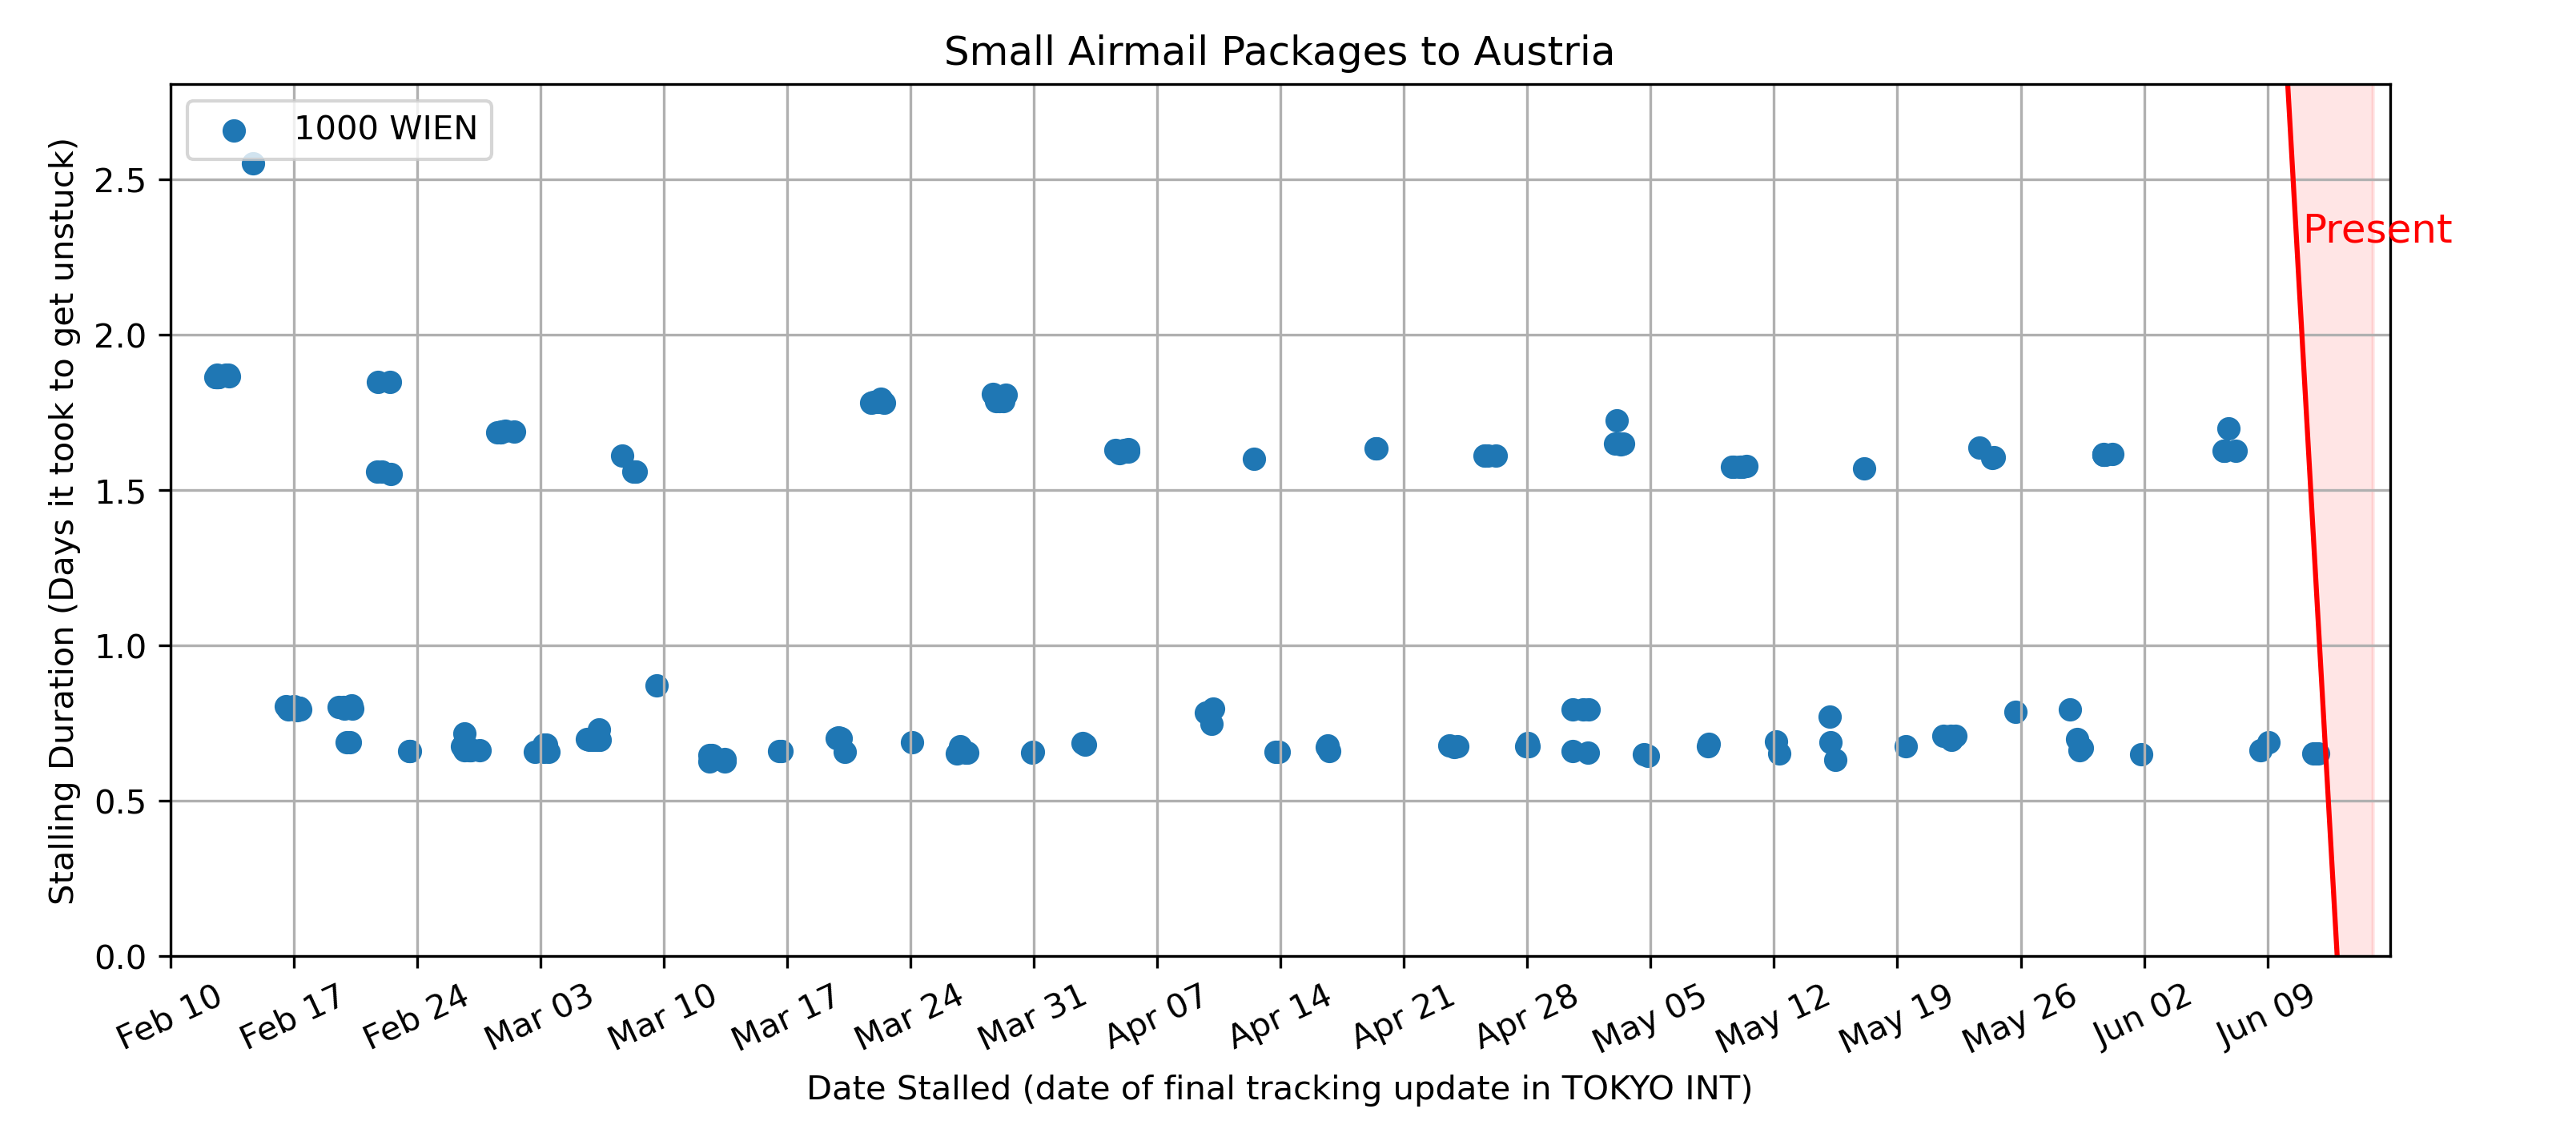 Small Airmail Packages to Austria
1000 WIEN
Present
Stalling Duration (Days it took to get unstuck)
2.5
2.0
1.5
1.0
0.5
0.0
Feb 10
Feb 17
Feb 24
Mar 03
Mar 10
Mar 17
Mar 24
Mar 31
Apr 07
Apr 14
Apr 21
Apr 28
May 05
May 12
May 19
May 26
Jun 02
Jun 09
Date Stalled (date of final tracking update in TOKYO INT)